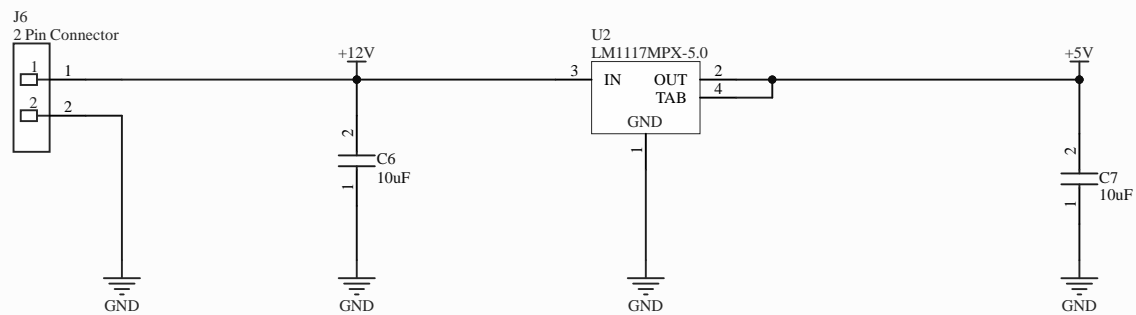 J6
2 Pin Connector
1
1
2
2
+12V
2
C6
10uF
1
U2
LM1117MPX-5.0
3
IN
OUT
2
TAB
4
GND
1
+5V
2
C7
10uF
1
GND
GND
GND
GND